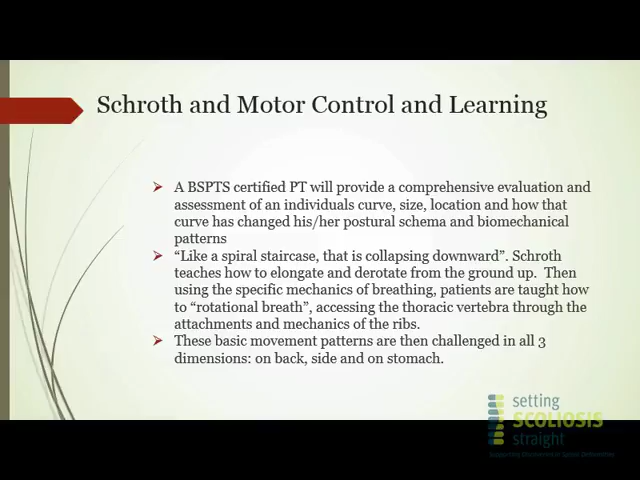 Schroth and Motor Control and Learning
A BSPTS certified PT will provide a comprehensive evaluation and
assessment of an individuals curve, size, location and how that
curve has changed his/her postural schema and biomechanical
patterns
“Like a spiral staircase, that is collapsing downward”. Schroth
teaches how to elongate and derotate from the ground up. Then
using the specific mechanics of breathing, patients are taught how
to “rotational breath”, accessing the thoracic vertebra through the
attachments and mechanics of the ribs.
These basic movement patterns are then challenged in all 3
dimensions: on back, side and on stomach.
setting
SCOLIOSIS
straight